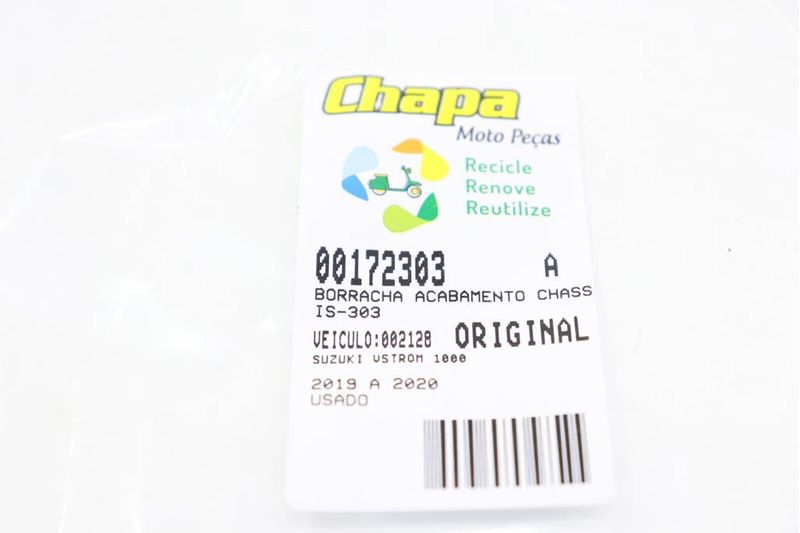 Chapa
Moto Peças
Recicle
Renove
Reutilize
00172303 A
BORRACHA ACABAMENTO CHASS
IS-303
VEICULO:002128 ORIGINAL
SUZUKI VSTROM 1000
2019 A 2020
USADO